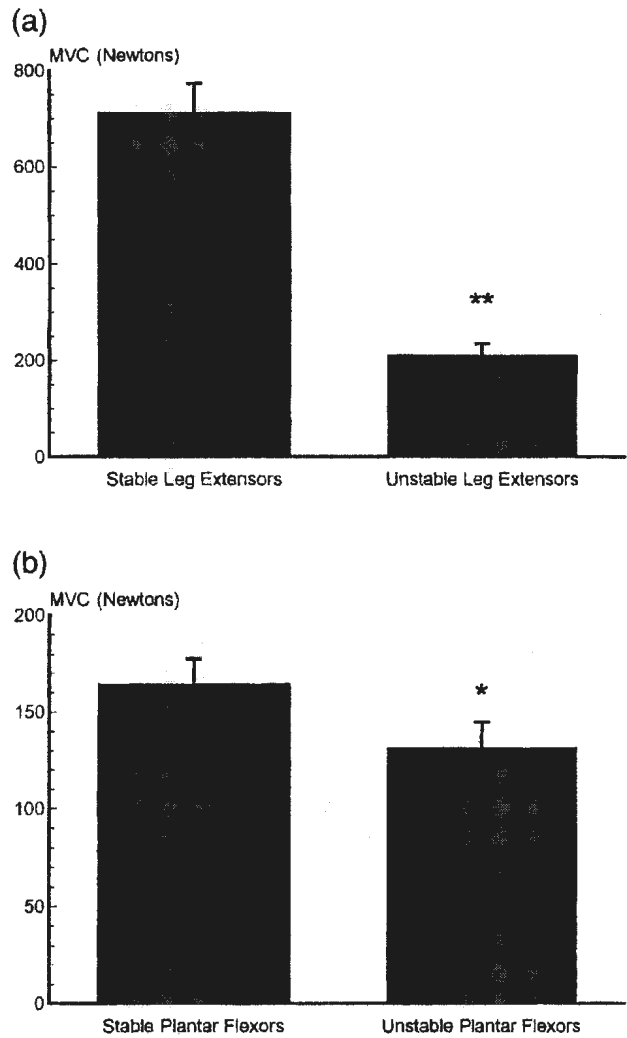 (a)
MVC (Newtons)
800
600
400
200
0
**
Stable Leg Extensors Unstable Leg Extensors
(b)
MVC (Newtons)
200
150
100
50
0
*
Stable Plantar Flexors Unstable Plantar Flexors